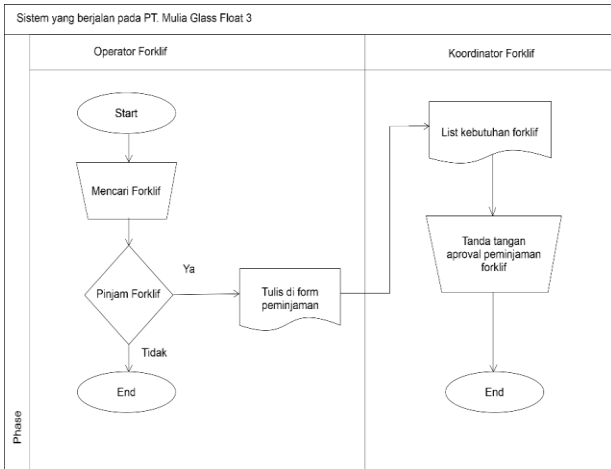 Sistem yang berjalan pada PT. Mulia Glass Float 3
Operator Forklif
Koordinator Forklif
Start
Mencari Forklif
Pinjam Forklif
Ya
Tidak
Tulis di form
peminjaman
End
List kebutuhan forklif
Tanda tangan
aproval peminjaman
forklif
End
Phase